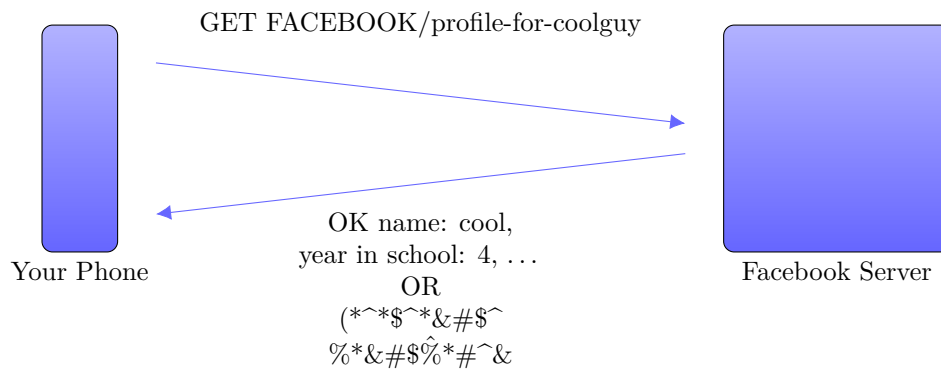 GET FACEBOOK/profile-for-coolguy
Your Phone
Facebook Server
OK name: cool,
year in school: 4, …
OR
(*^*$^*&#$^
%*&#$%̂*#^&